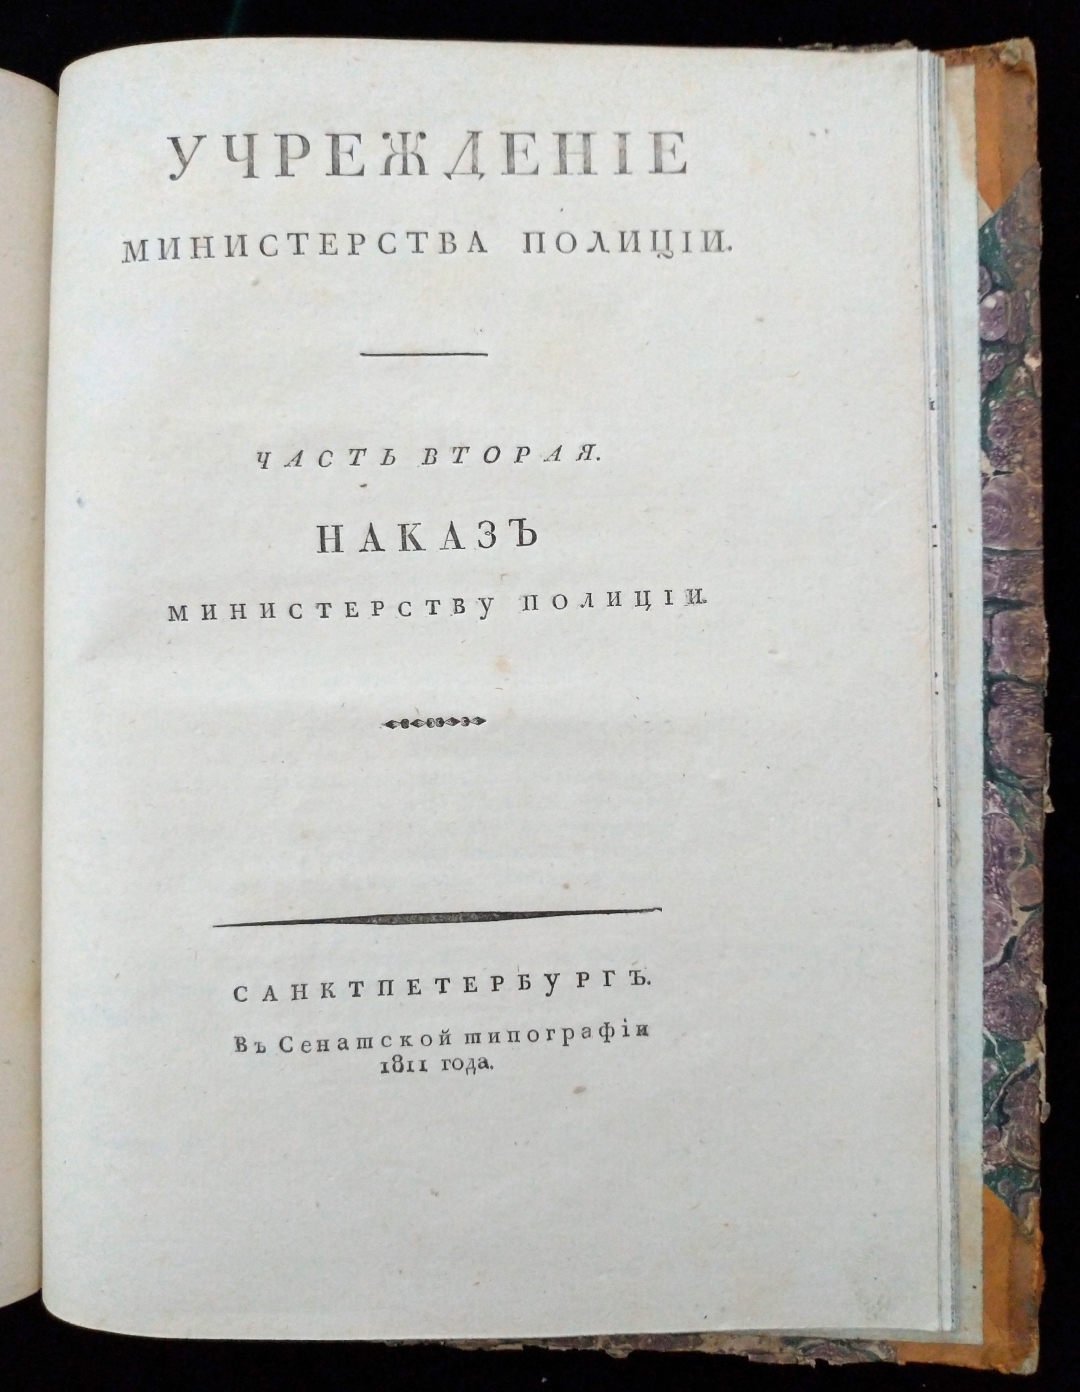 УЧРЕЖДЕНІЕ
МИНИСТЕРСТВА ПОЛИЦІИ.
ЧАСТЬ ВТОРАЯ.
НАКАЗЪ
МИНИСТЕРСТВУ ПОЛИЦІИ.
САНКТПЕТЕРБУРГЪ.
Въ Сенатской типографіи
1811 года.